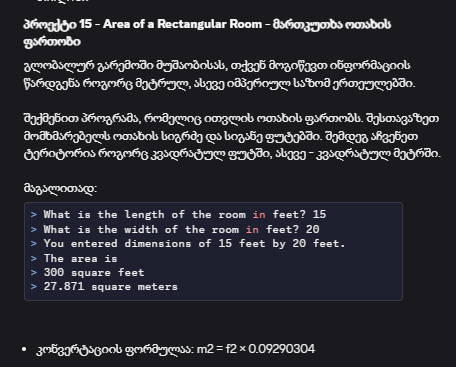 პროექტი 15 - Area of a Rectangular Room - მართკუთხა ოთახის
ფართობი
გლობალურ გარემოში მუშაობისას, თქვენ მოგიწევთ ინფორმაციის
წარდგენა როგორც მეტრულ, ასევე იმპერიულ საზომ ერთეულებში.
შექმენით პროგრამა, რომელიც ითვლის ოთახის ფართობს. შესთავაზეთ
მომხმარებელს ოთახის სიგრძე და სიგანე ფუტებში. შემდეგ აჩვენეთ
ტერიტორია როგორც კვადრატულ ფუტში, ასევე - კვადრატულ მეტრში.
მაგალითად:
> What is the length of the room in feet? 15
> What is the width of the room in feet? 20
> You entered dimensions of 15 feet by 20 feet.
> The area is
> 300 square feet
> 27.871 square meters
• კონვერტაციის ფორმულაა: m2 = f2 × 0.09290304